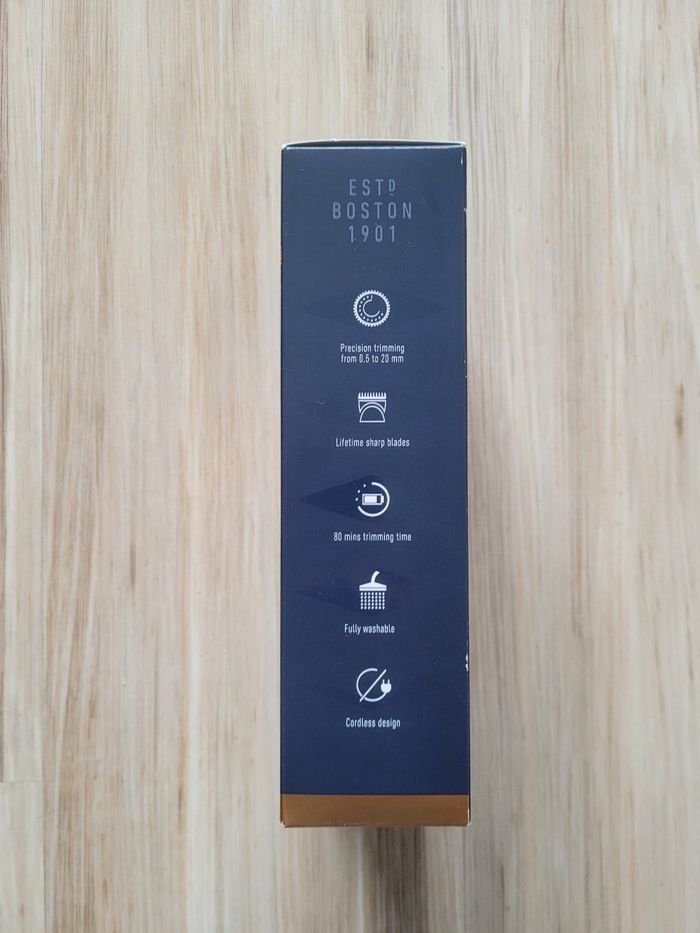 ESTD
BOSTON
1901
Precision trimming
from 0.5 to 20 mm
Lifetime sharp blades
80 mins trimming time
Fully washable
Cordless design